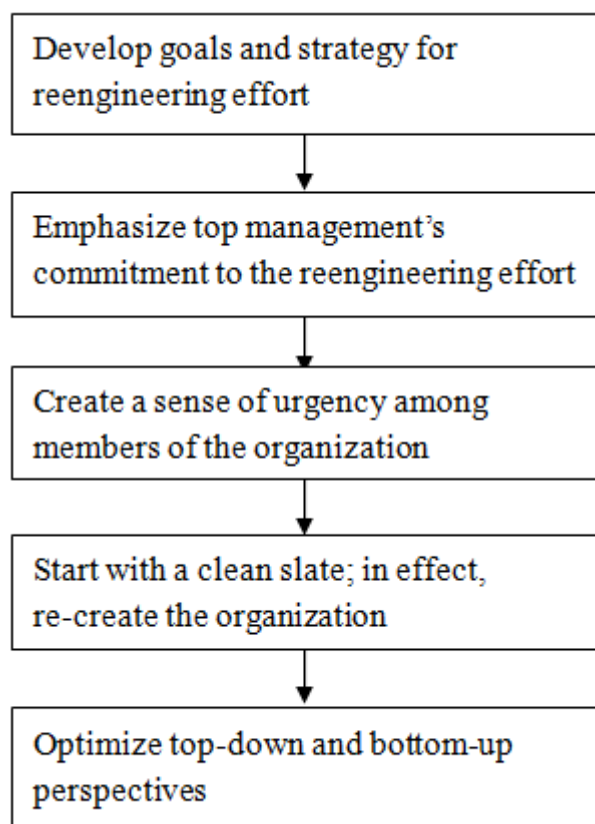 Develop goals and strategy for
reengineering effort
Emphasize top management’s
commitment to the reengineering effort
Create a sense of urgency among
members of the organization
Start with a clean slate; in effect,
re-create the organization
Optimize top-down and bottom-up
perspectives